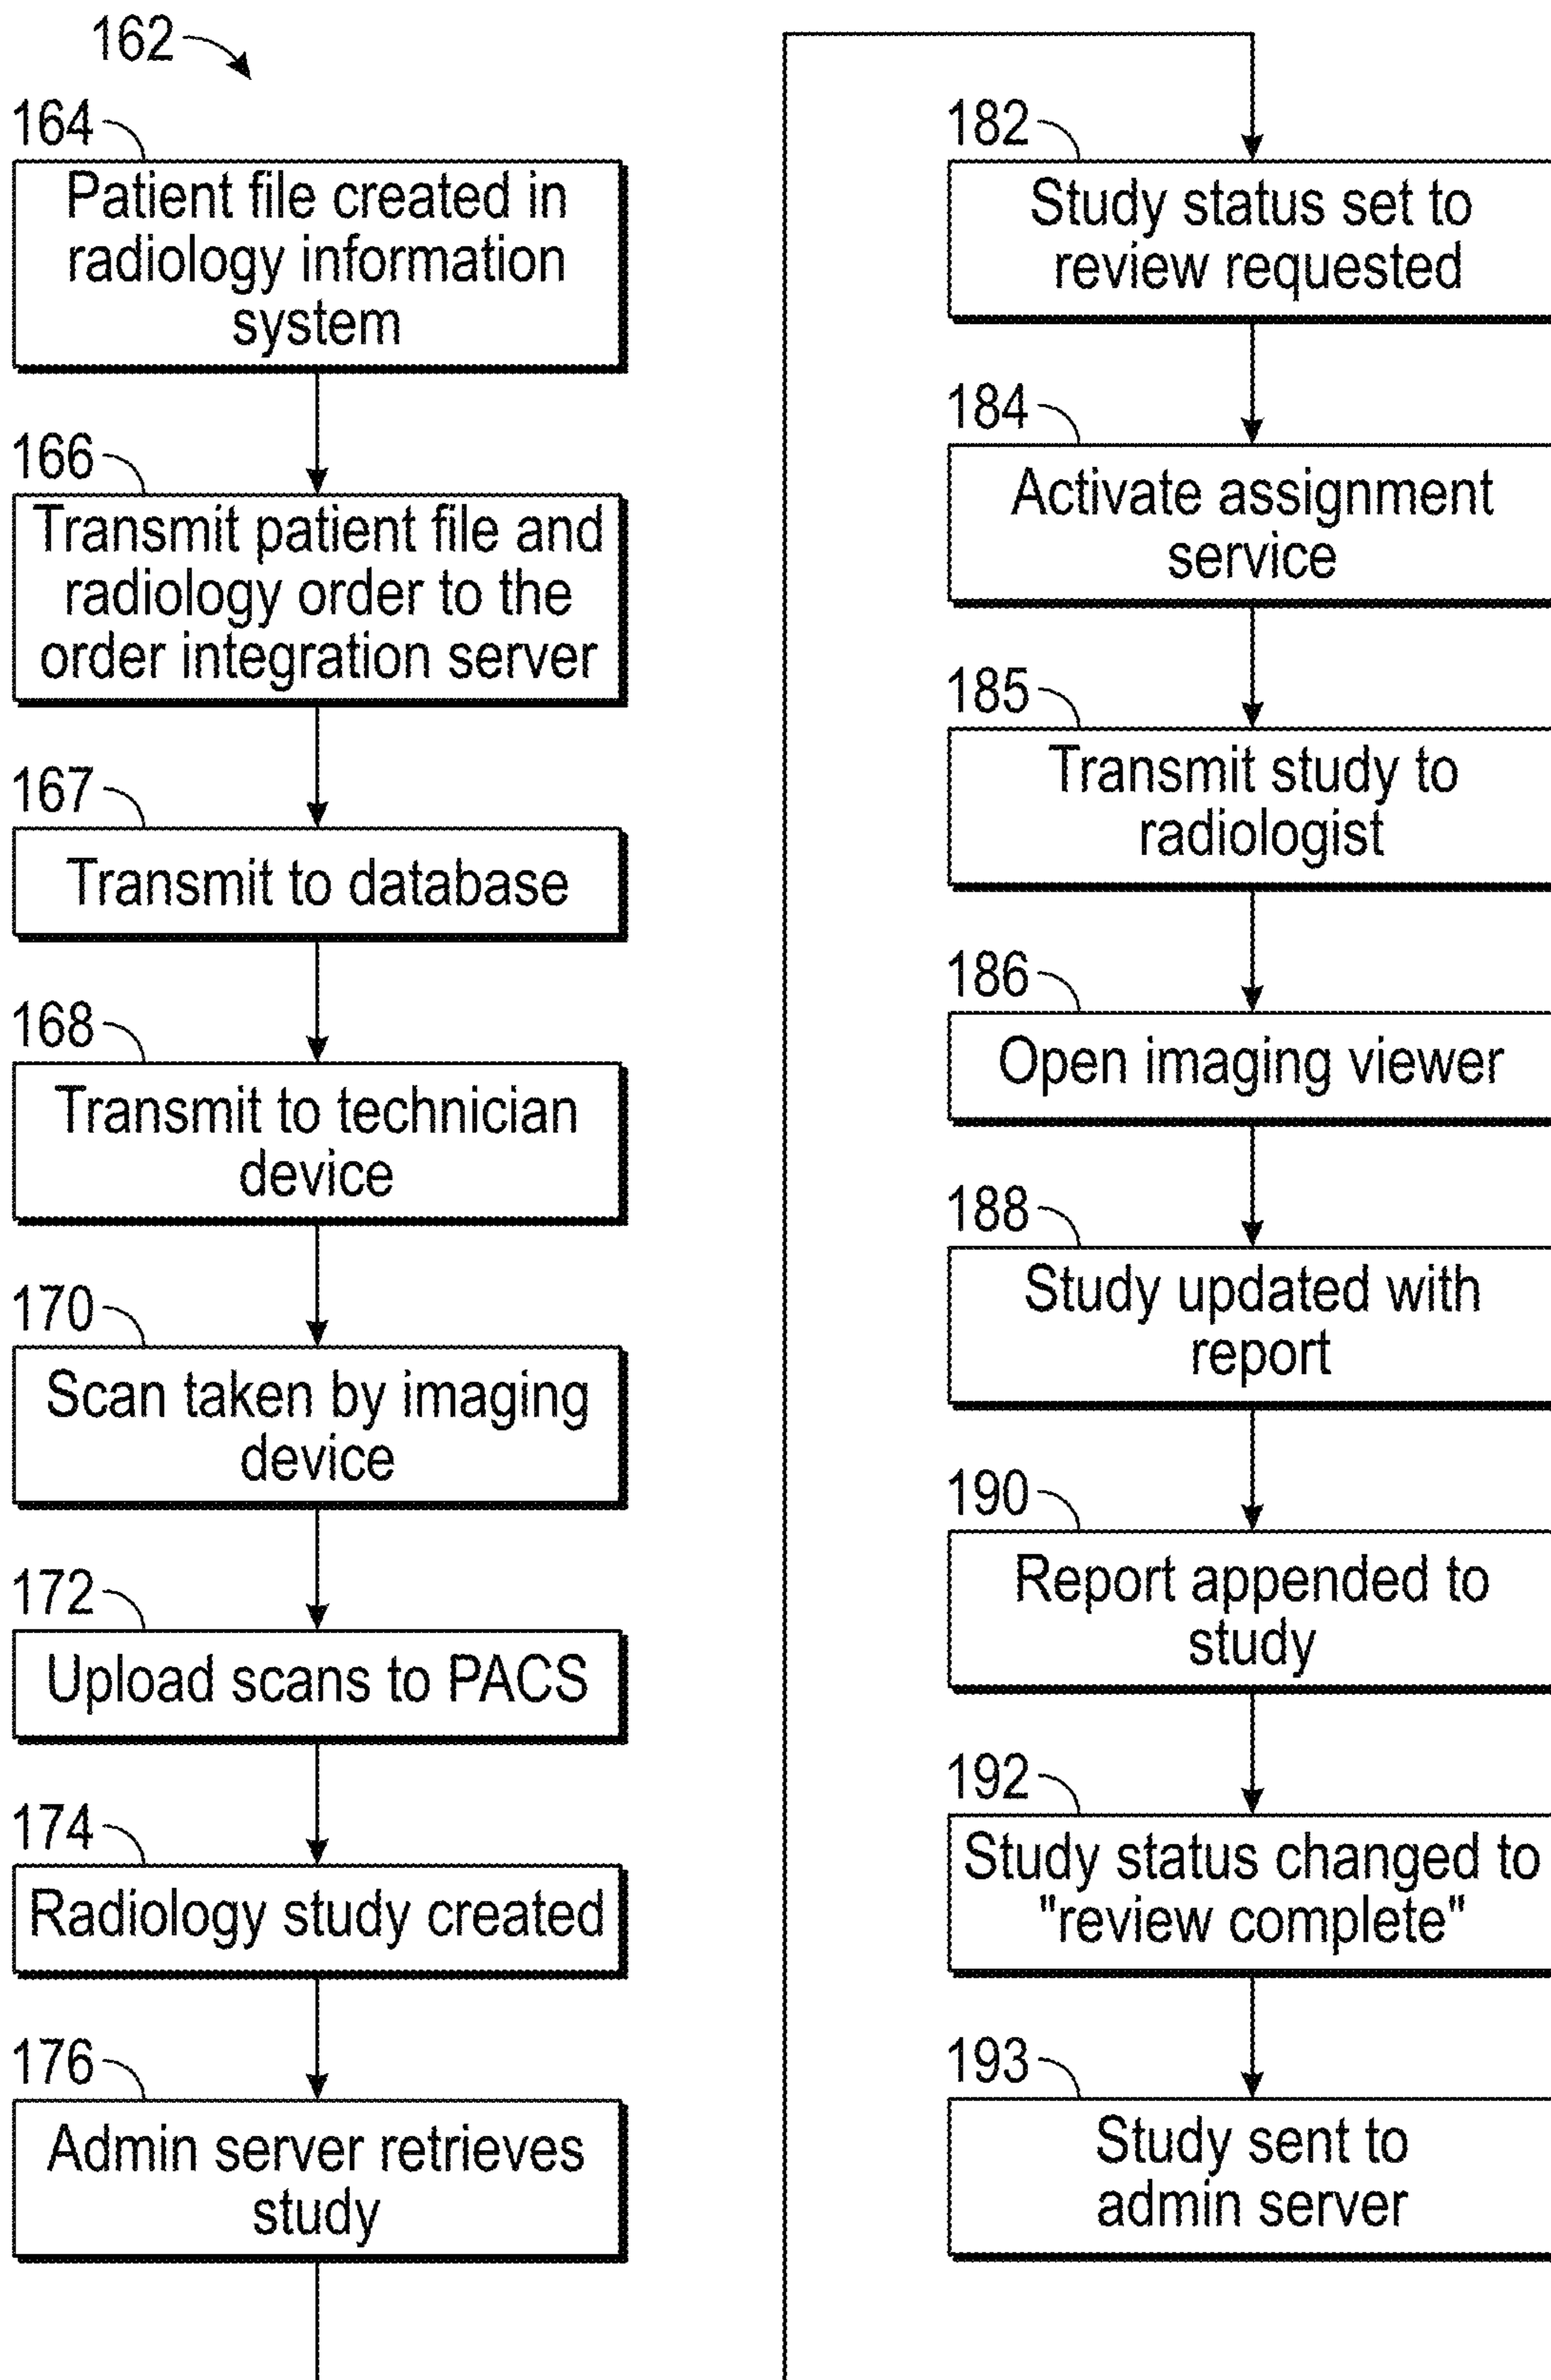 162
164
Patient file created in
radiology information
system
166
Transmit patient file and
radiology order to the
order integration server
167
Transmit to database
168
Transmit to technician
device
170
Scan taken by imaging
device
172
Upload scans to PACS
174
Radiology study created
176
Admin server retrieves
study
182
Study status set to
review requested
184
Activate assignment
service
185
Transmit study to
radiologist
186
Open imaging viewer
188
Study updated with
report
190
Report appended to
study
192
Study status changed to
"review complete"
193
Study sent to
admin server